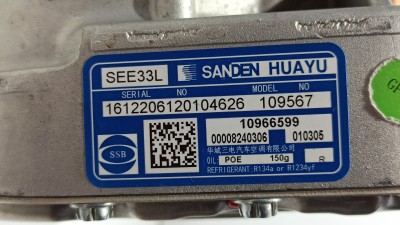 SEE33L SANDEN HUAYU
SERIAL NO MODEL NO
1612206120104626 109567
10966599
00008240306 010306
华域三电汽车空调有限公司
OIL: POE 150g R
REFRIGERANT:R134a or R1234yf
SSB